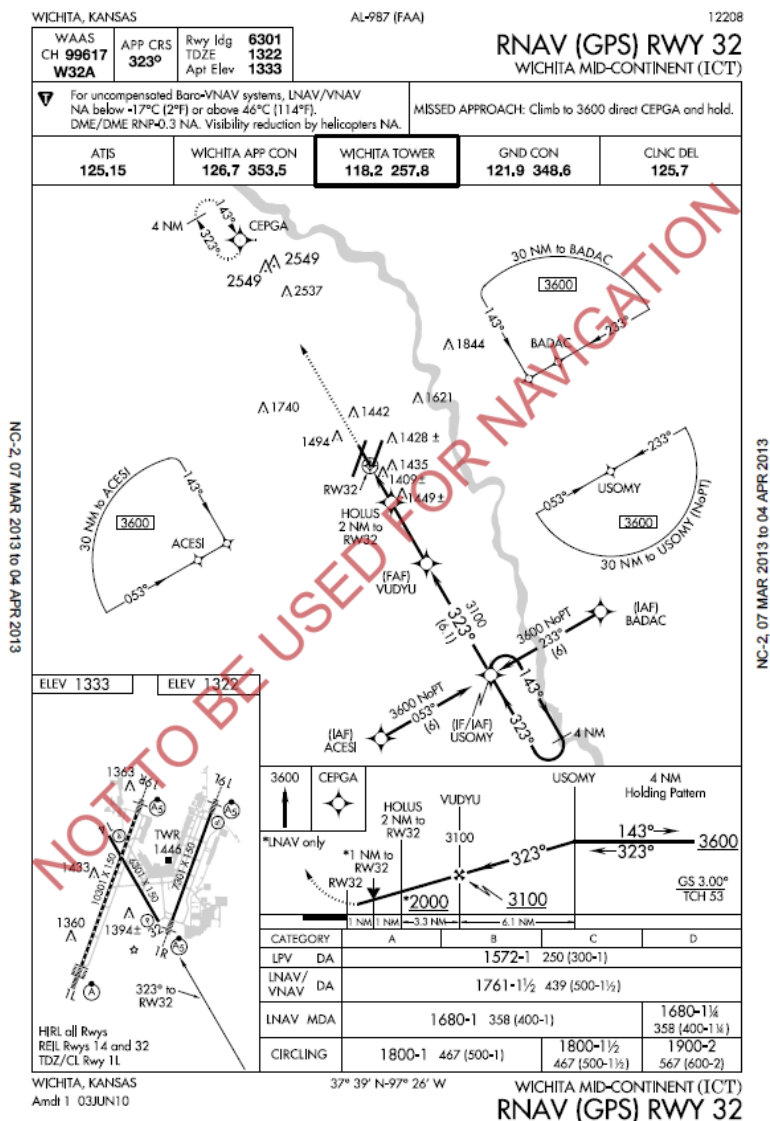 WICHITA, KANSAS
AL-987 (FAA)
12208
WAAS
CH 99617
W32A
APP CRS
323°
Rwy ldg 6301
TDZE 1322
Apt Elev 1333
RNAV (GPS) RWY 32
WICHITA MID-CONTINENT (ICT)
T
For uncompensated Baro-VNAV systems, LNAV/VNAV
NA below -17°C (2°F) or above 46°C (114°F).
DME/DME RNP-0.3 NA. Visibility reduction by helicopters NA.
MISSED APPROACH: Climb to 3600 direct CEPGA and hold.
ATIS
125.15
WICHITA APP CON
126.7 353.5
WICHITA TOWER
118.2 257.8
GND CON
121.9 348.6
CLNC DEL
125.7
NOT TO BE USED FOR NAVIGATION
NC-2, 07 MAR 2013 to 04 APR 2013
NC-2, 07 MAR 2013 to 04 APR 2013
4 NM
143°
323°
CEPGA
2549
2549
2537
30 NM to BADAC
3600
143°
233°
BADAC
1844
1621
1740
1442
1494
1428 ±
1435
1409±
1449±
RW32
HOLUS
2 NM to
RW32
30 NM to ACESI
143°
3600
ACESI
053°
233°
053°
USOMY
3600
30 NM to USOMY (NoPT)
(FAF)
VUDYU
3100
323°
(6.1)
3600 NoPT
233°
(6)
(IAF)
BADAC
143°
323°
4 NM
3600 NoPT
053°
(6)
(IF/IAF)
USOMY
(IAF)
ACESI
ELEV 1333
ELEV 1322
1363
19R
19L
A5
TWR
1446
10301 X 150
6301 X 150
7301 X 150
1433
1360
1394±
32
1R
A5
1L
A
323° to
RW32
HIRL all Rwys
REIL Rwys 14 and 32
TDZ/CL Rwy 1L
3600
CEPGA
*LNAV only
HOLUS
2 NM to
RW32
VUDYU
3100
USOMY
4 NM
Holding Pattern
143°
323°
3600
*1 NM to
RW32
RW32
323°
*2000
3100
GS 3.00°
TCH 53
1 NM
1 NM
3.3 NM
6.1 NM
CATEGORY A B C D
LPV DA 1572-1 250 (300-1)
LNAV/
VNAV DA 1761-1½ 439 (500-1½)
LNAV MDA 1680-1 358 (400-1) 1680-1¼
358 (400-1¼)
CIRCLING 1800-1 467 (500-1) 1800-1½
467 (500-1½) 1900-2
567 (600-2)
WICHITA, KANSAS
Amdt 1 03JUN10
37° 39' N-97° 26' W
WICHITA MID-CONTINENT (ICT)
RNAV (GPS) RWY 32